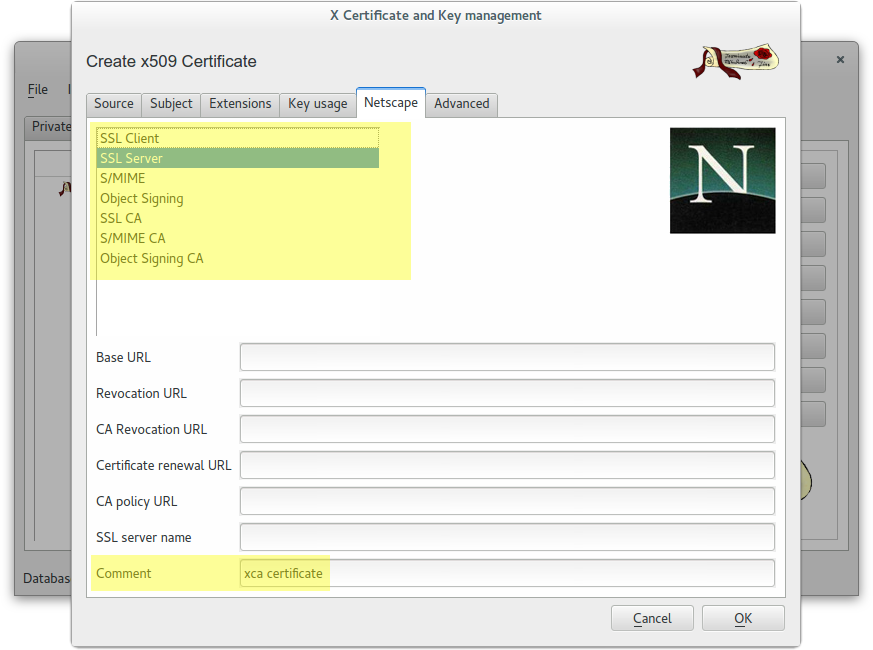 X Certificate and Key management
Create x509 Certificate
File
Private
Source Subject Extensions Key usage Netscape Advanced
SSL Client
SSL Server
S/MIME
Object Signing
SSL CA
S/MIME CA
Object Signing CA
N
Base URL
Revocation URL
CA Revocation URL
Certificate renewal URL
CA policy URL
SSL server name
Comment xca certificate
Databas
Cancel OK